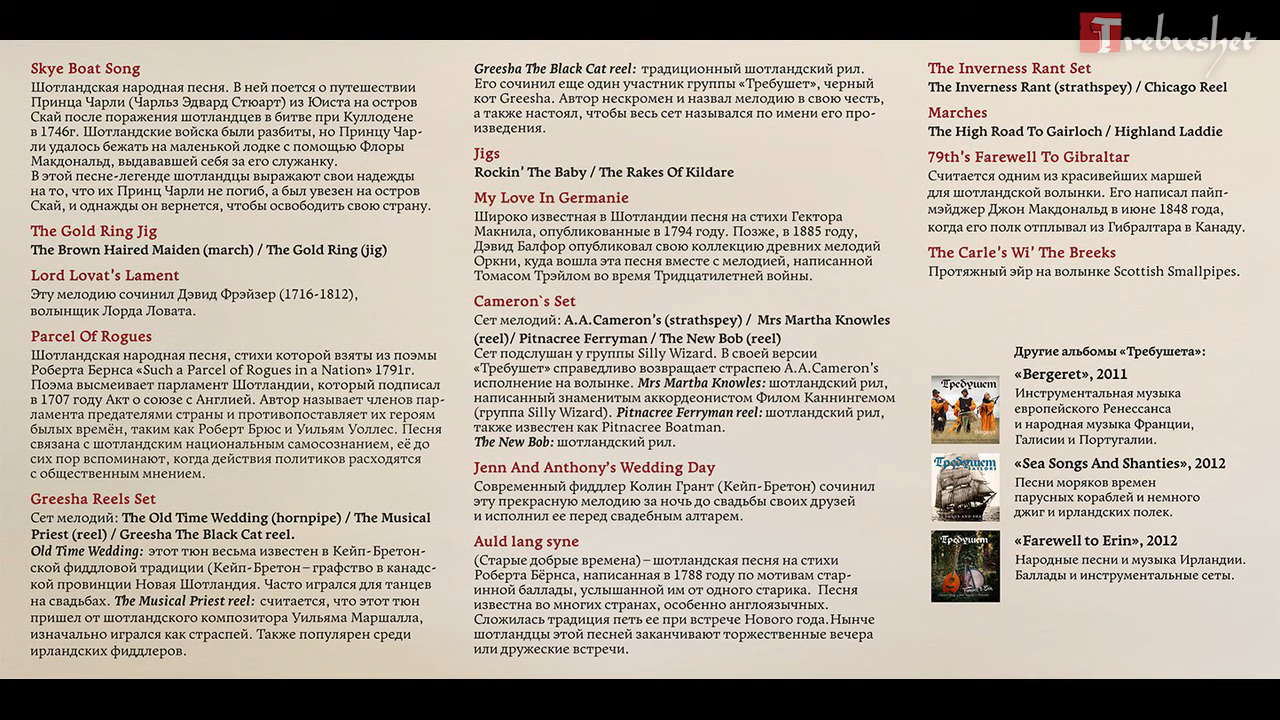 Trebushet
Skye Boat Song
Шотландская народная песня. В ней поется о путешествии
Принца Чарли (Чарльз Эдвард Стюарт) из Юиста на остров
Скай после поражения шотландцев в битве при Куллодене
в 1746г. Шотландские войска были разбиты, но Принцу Чар-
ли удалось бежать на маленькой лодке с помощью Флоры
Макдональд, выдававшей себя за его служанку.
В этой песне-легенде шотландцы выражают свои надежды
на то, что их Принц Чарли не погиб, а был увезен на остров
Скай, и однажды он вернется, чтобы освободить свою страну.
The Gold Ring Jig
The Brown Haired Maiden (march) / The Gold Ring (jig)
Lord Lovat's Lament
Эту мелодию сочинил Дэвид Фрэйзер (1716-1812),
волынщик Лорда Ловата.
Parcel Of Rogues
Шотландская народная песня, стихи которой взяты из поэмы
Роберта Бернса «Such a Parcel of Rogues in a Nation» 1791г.
Поэма высмеивает парламент Шотландии, который подписал
в 1707 году Акт о союзе с Англией. Автор называет членов пар-
ламента предателями страны и противопоставляет их героям
былых времён, таким как Роберт Брюс и Уильям Уоллес. Песня
связана с шотландским национальным самосознанием, её до
сих пор вспоминают, когда действия политиков расходятся
с общественным мнением.
Greesha Reels Set
Сет мелодий: The Old Time Wedding (hornpipe) / The Musical
Priest (reel) / Greesha The Black Cat reel.
Old Time Wedding: этот тюн весьма известен в Кейп-Бретон-
ской фиддловой традиции (Кейп-Бретон – графство в канадс-
кой провинции Новая Шотландия. Часто игрался для танцев
на свадьбах. The Musical Priest reel: считается, что этот тюн
пришел от шотландского композитора Уильяма Маршалла,
изначально игрался как страспей. Также популярен среди
ирландских фиддлеров.
Greesha The Black Cat reel: традиционный шотландский рил.
Его сочинил еще один участник группы «Требушет», черный
кот Greesha. Автор нескромен и назвал мелодию в свою честь,
а также настоял, чтобы весь сет назывался по имени его про-
изведения.
Jigs
Rockin' The Baby / The Rakes Of Kildare
My Love In Germanie
Широко известная в Шотландии песня на стихи Гектора
Макнила, опубликованные в 1794 году. Позже, в 1885 году,
Дэвид Балфор опубликовал свою коллекцию древних мелодий
Оркни, куда вошла эта песня вместе с мелодией, написанной
Томасом Трэйлом во время Тридцатилетней войны.
Cameron`s Set
Сет мелодий: A.A.Cameron's (strathspey) / Mrs Martha Knowles
(reel)/ Pitnacree Ferryman / The New Bob (reel)
Сет подслушан у группы Silly Wizard. В своей версии
«Требушет» справедливо возвращает страспею A.A.Cameron's
исполнение на волынке. Mrs Martha Knowles: шотландский рил,
написанный знаменитым аккордеонистом Филом Каннингемом
(группа Silly Wizard). Pitnacree Ferryman reel: шотландский рил,
также известен как Pitnacree Boatman.
The New Bob: шотландский рил.
Jenn And Anthony's Wedding Day
Современный фиддлер Колин Грант (Кейп-Бретон) сочинил
эту прекрасную мелодию за ночь до свадьбы своих друзей
и исполнил ее перед свадебным алтарем.
Auld lang syne
(Старые добрые времена) – шотландская песня на стихи
Роберта Бёрнса, написанная в 1788 году по мотивам стар-
инной баллады, услышанной им от одного старика. Песня
известна во многих странах, особенно англоязычных.
Сложилась традиция петь ее при встрече Нового года. Нынче
шотландцы этой песней заканчивают торжественные вечера
или дружеские встречи.
The Inverness Rant Set
The Inverness Rant (strathspey) / Chicago Reel
Marches
The High Road To Gairloch / Highland Laddie
79th's Farewell To Gibraltar
Считается одним из красивейших маршей
для шотландской волынки. Его написал пайп-
мэйджер Джон Макдональд в июне 1848 года,
когда его полк отплывал из Гибралтара в Канаду.
The Carle's Wi' The Breeks
Протяжный эйр на волынке Scottish Smallpipes.
Другие альбомы «Требушета»:
Требушет
«Bergeret», 2011
Инструментальная музыка
европейского Ренессанса
и народная музыка Франции,
Галисии и Португалии.
Требушет
«Sea Songs And Shanties», 2012
Песни моряков времен
парусных кораблей и немного
джиг и ирландских полек.
Требушет
«Farewell to Erin», 2012
Народные песни и музыка Ирландии.
Баллады и инструментальные сеты.